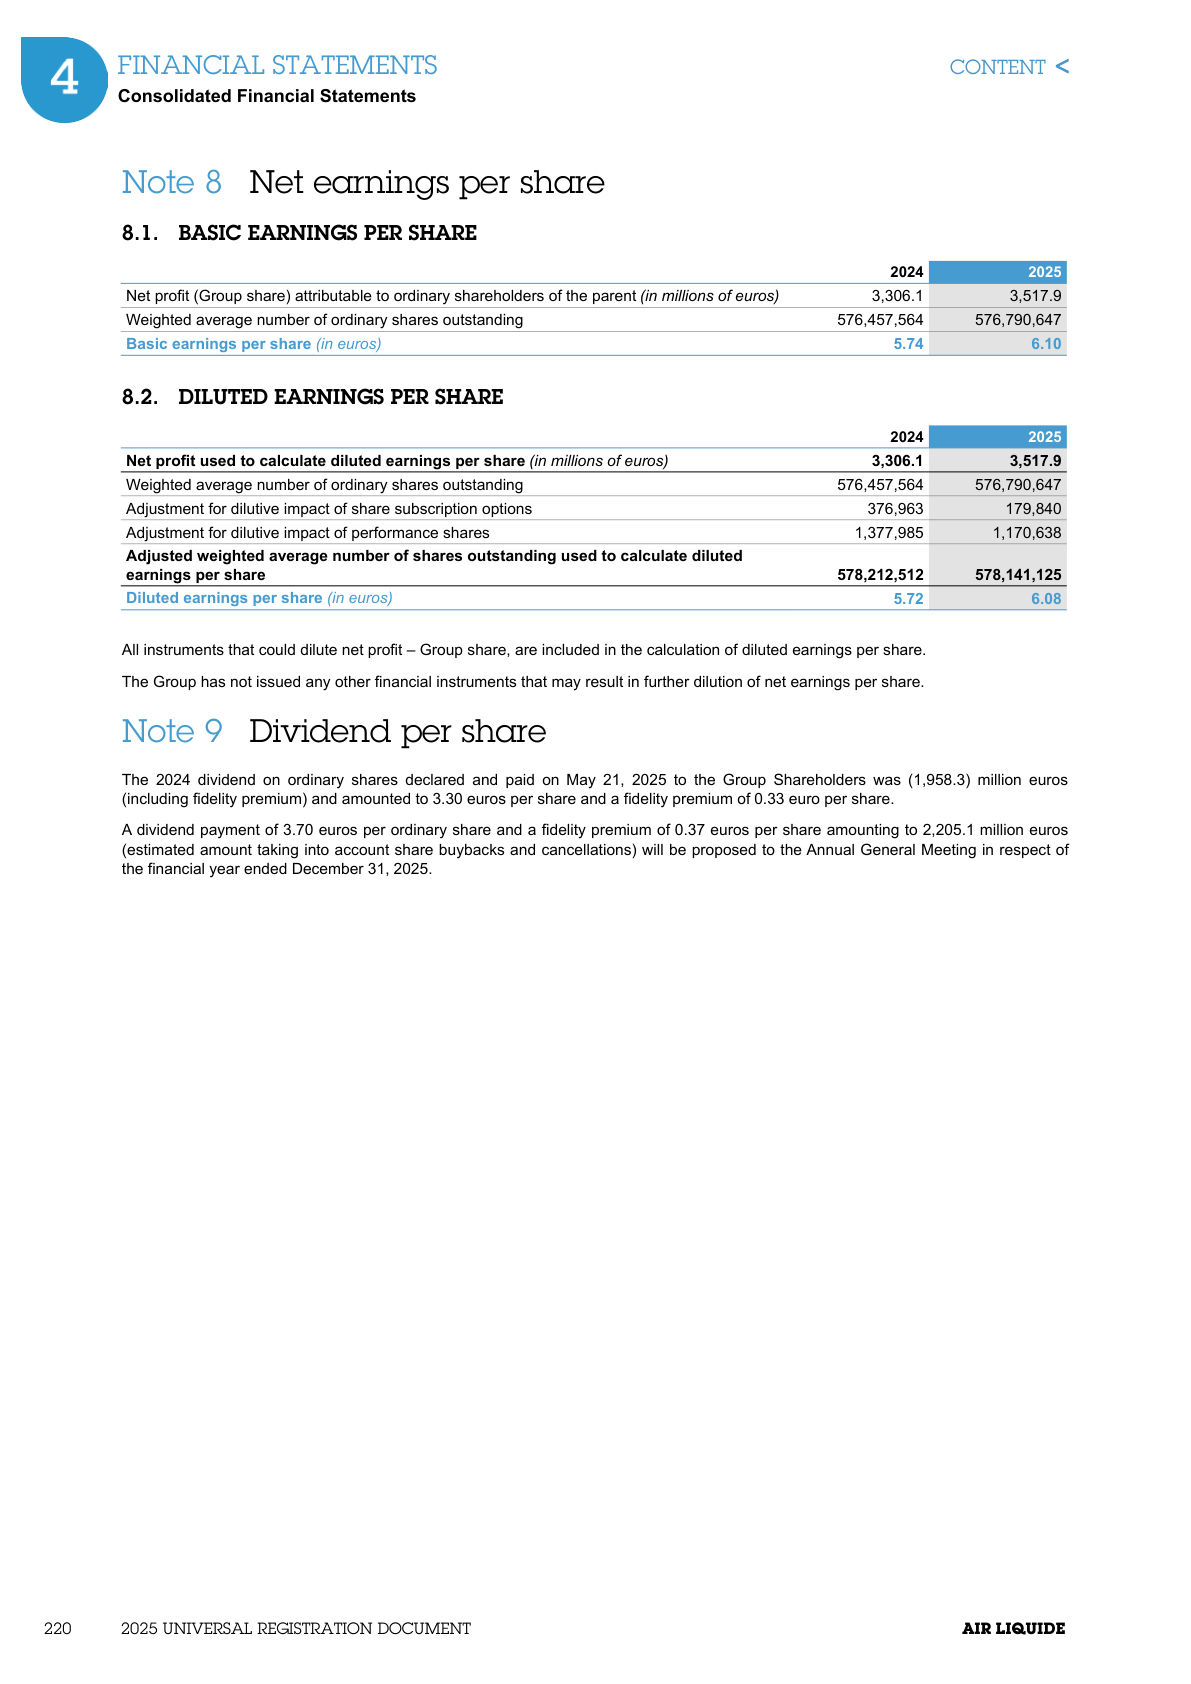 4
FINANCIAL STATEMENTS
CONTENT <
Consolidated Financial Statements
Note 8 Net earnings per share
8.1. BASIC EARNINGS PER SHARE
2024 2025
Net profit (Group share) attributable to ordinary shareholders of the parent (in millions of euros) 3,306.1 3,517.9
Weighted average number of ordinary shares outstanding 576,457,564 576,790,647
Basic earnings per share (in euros) 5.74 6.10
8.2. DILUTED EARNINGS PER SHARE
2024 2025
Net profit used to calculate diluted earnings per share (in millions of euros) 3,306.1 3,517.9
Weighted average number of ordinary shares outstanding 576,457,564 576,790,647
Adjustment for dilutive impact of share subscription options 376,963 179,840
Adjustment for dilutive impact of performance shares 1,377,985 1,170,638
Adjusted weighted average number of shares outstanding used to calculate diluted
earnings per share 578,212,512 578,141,125
Diluted earnings per share (in euros) 5.72 6.08
All instruments that could dilute net profit – Group share, are included in the calculation of diluted earnings per share.
The Group has not issued any other financial instruments that may result in further dilution of net earnings per share.
Note 9 Dividend per share
The 2024 dividend on ordinary shares declared and paid on May 21, 2025 to the Group Shareholders was (1,958.3) million euros
(including fidelity premium) and amounted to 3.30 euros per share and a fidelity premium of 0.33 euro per share.
A dividend payment of 3.70 euros per ordinary share and a fidelity premium of 0.37 euros per share amounting to 2,205.1 million euros
(estimated amount taking into account share buybacks and cancellations) will be proposed to the Annual General Meeting in respect of
the financial year ended December 31, 2025.
220 2025 UNIVERSAL REGISTRATION DOCUMENT AIR LIQUIDE